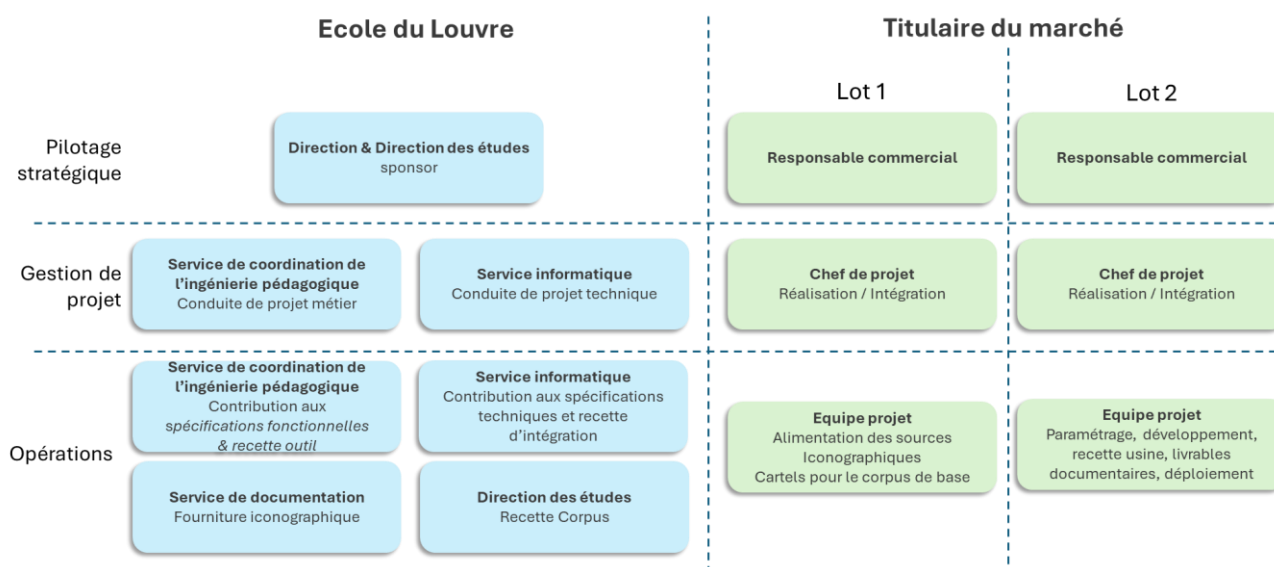 Ecole du Louvre
Titulaire du marché
Lot 1
Lot 2
Pilotage
stratégique
Direction & Direction des études
sponsor
Responsable commercial
Responsable commercial
Gestion de
projet
Service de coordination de
l'ingénierie pédagogique
Conduite de projet métier
Service informatique
Conduite de projet technique
Chef de projet
Réalisation / Intégration
Chef de projet
Réalisation / Intégration
Opérations
Service de coordination de
l'ingénierie pédagogique
Contribution aux
spécifications fonctionnelles
& recette outil
Service informatique
Contribution aux spécifications
techniques et recette
d'intégration
Service de documentation
Fourniture iconographique
Direction des études
Recette Corpus
Equipe projet
Alimentation des sources
Iconographiques
Cartels pour le corpus de base
Equipe projet
Paramétrage, développement,
recette usine, livrables
documentaires, déploiement